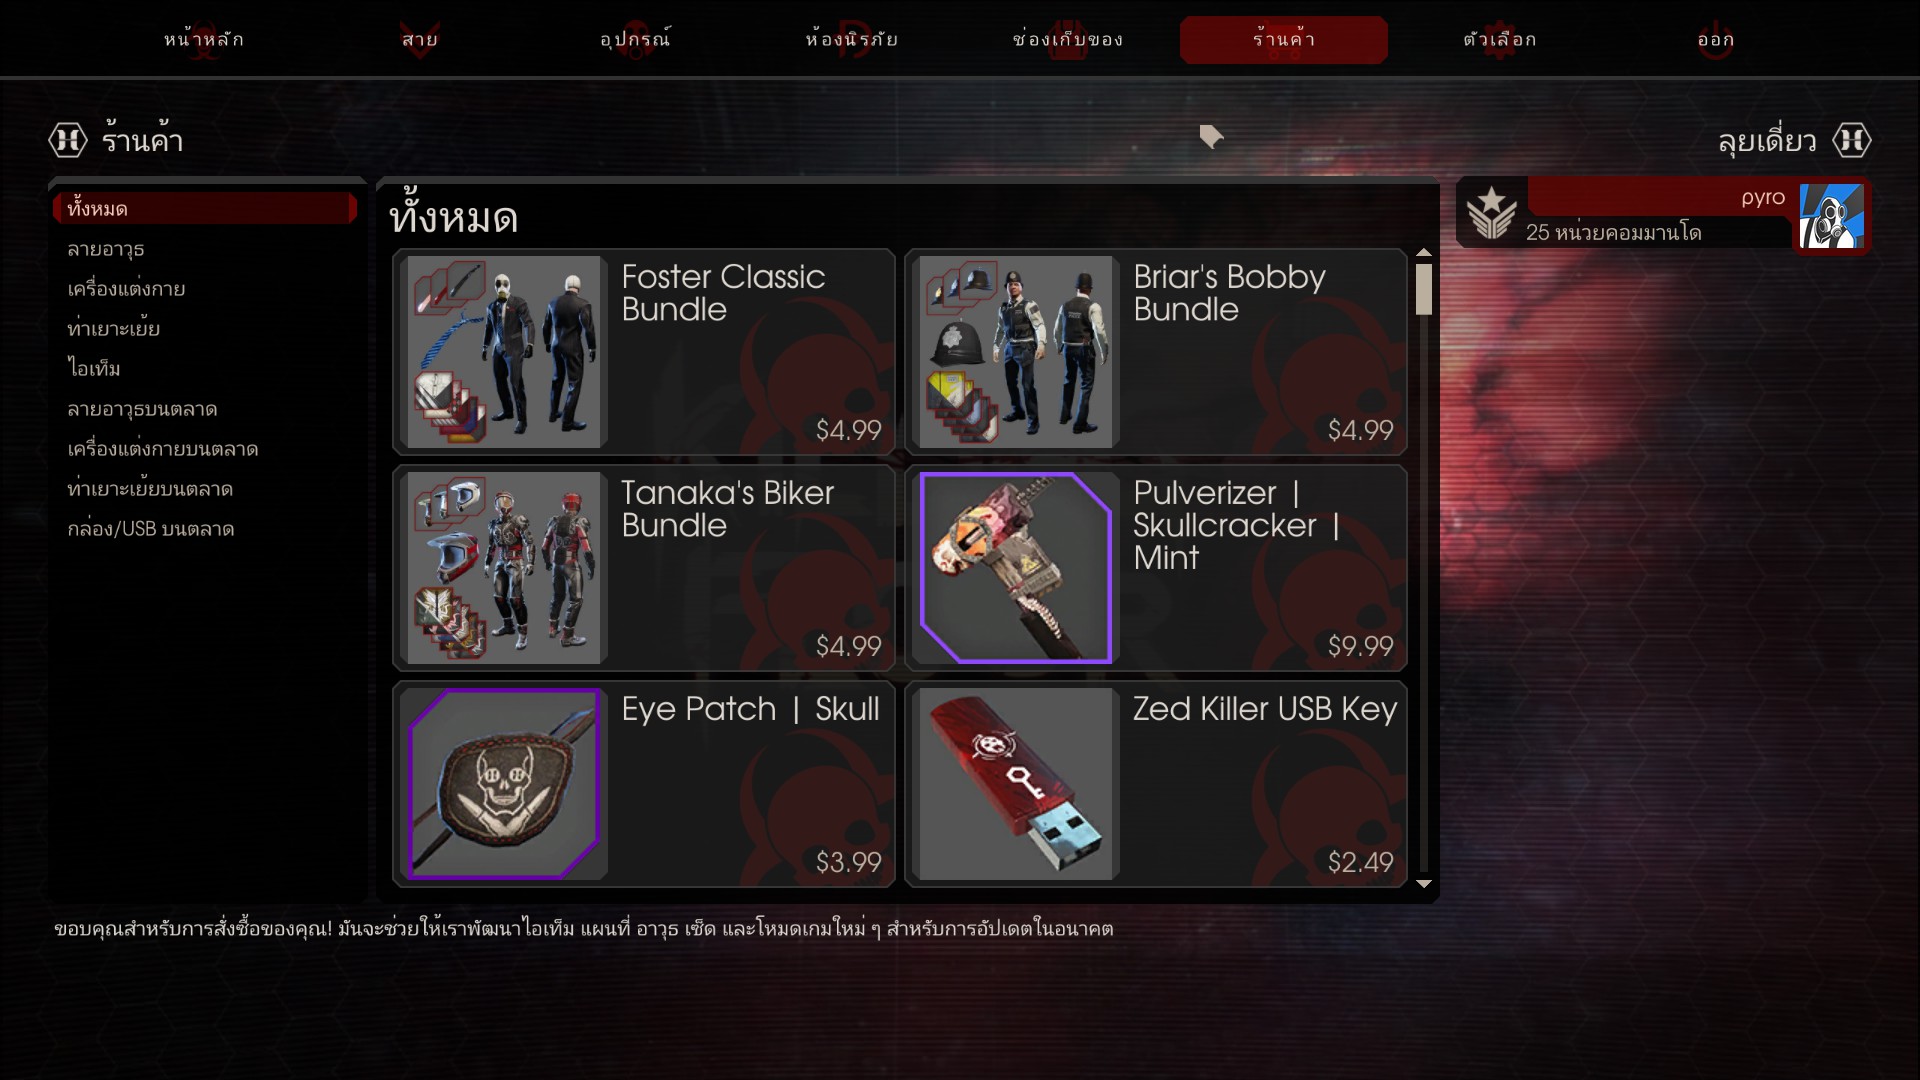 หน้าหลัก
สาย
อุปกรณ์
ห้องนิรภัย
ช่องเก็บของ
ร้านค้า
ตัวเลือก
ออก
ร้านค้า
ลุยเดี่ยว
ทั้งหมด
ลายอาวุธ
เครื่องแต่งกาย
ท่าเยาะเย้ย
ไอเท็ม
ลายอาวุธบนตลาด
เครื่องแต่งกายบนตลาด
ท่าเยาะเย้ยบนตลาด
กล่อง/USB บนตลาด
ทั้งหมด
Foster Classic
Bundle
$4.99
Briar's Bobby
Bundle
$4.99
Tanaka's Biker
Bundle
$4.99
Pulverizer |
Skullcracker |
Mint
$9.99
Eye Patch | Skull
$3.99
Zed Killer USB Key
$2.49
pyro
25 หน่วยคอมมานโด
ขอบคุณสำหรับการสั่งซื้อของคุณ! มันจะช่วยให้เราพัฒนาไอเท็ม แผนที่ อาวุธ เซ็ด และโหมดเกมใหม่ ๆ สำหรับการอัปเดตในอนาคต